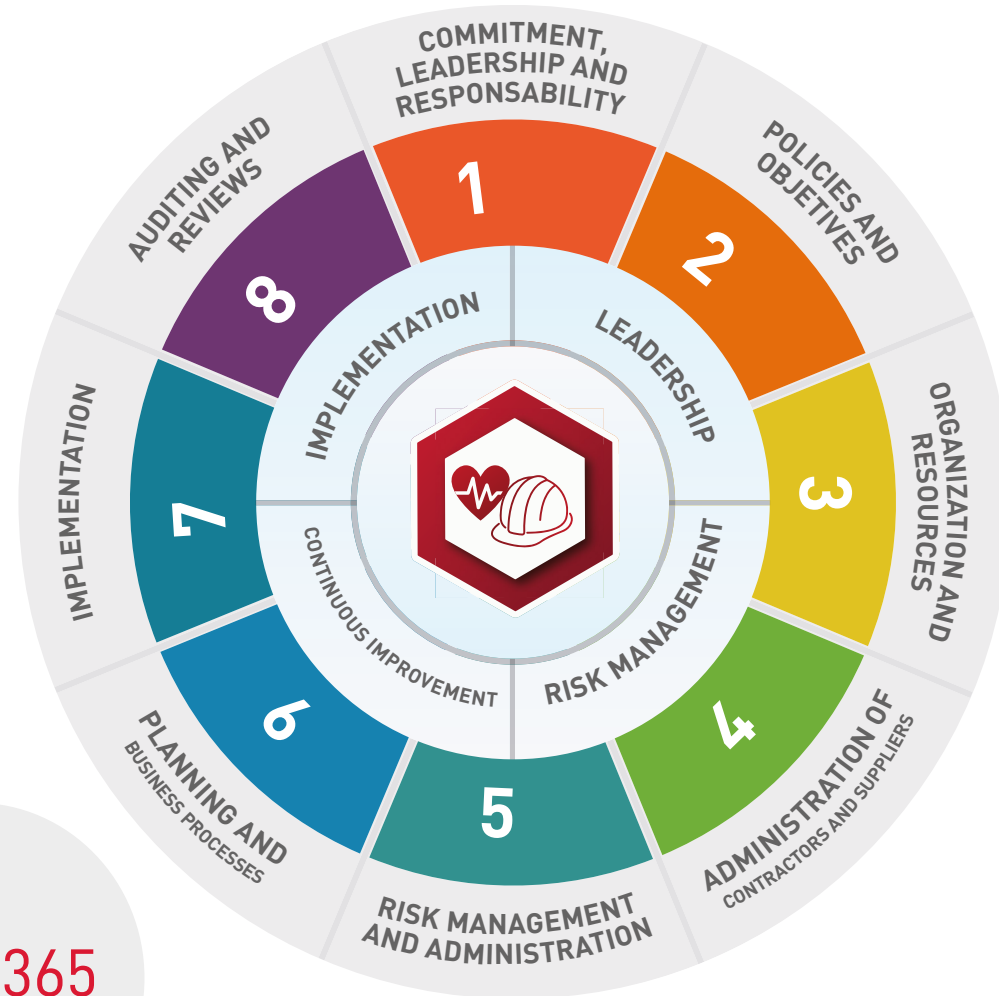 COMMITMENT,
LEADERSHIP AND
RESPONSABILITY
1
POLICIES AND
OBJETIVES
2
ORGANIZATION AND
RESOURCES
3
ADMINISTRATION OF
CONTRACTORS AND SUPPLIERS
4
RISK MANAGEMENT
AND ADMINISTRATION
5
PLANNING AND
BUSINESS PROCESSES
6
IMPLEMENTATION
7
AUDITING AND
REVIEWS
8
IMPLEMENTATION
LEADERSHIP
RISK MANAGEMENT
CONTINUOUS IMPROVEMENT
365